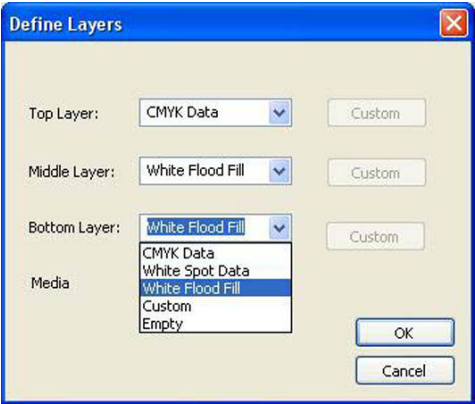 Define Layers
Top Layer: CMYK Data Custom
Middle Layer: White Flood Fill Custom
Bottom Layer: White Flood Fill Custom
CMYK Data
White Spot Data
Media White Flood Fill
Custom
Empty
OK
Cancel